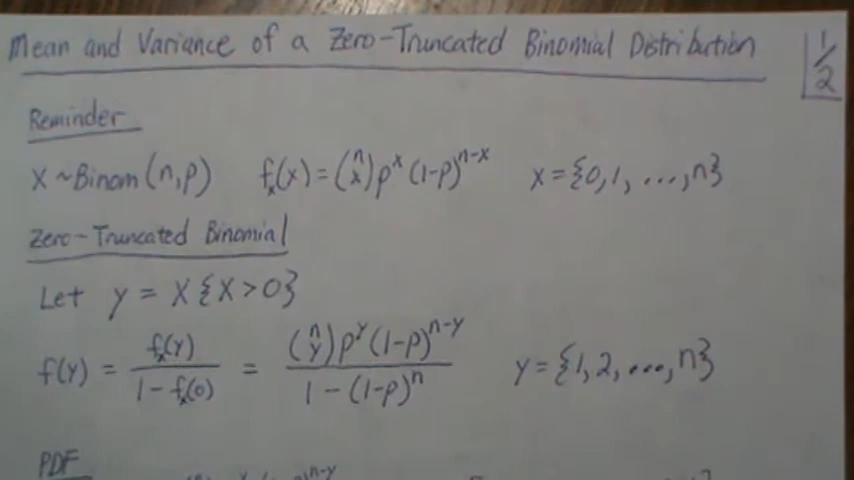 Mean and Variance of a Zero-Truncated Binomial Distribution
1/2
Reminder
X ~ Binom (n,p) fₓ(x) = (n x) pˣ (1-p)ⁿ⁻ˣ x = {0, 1, ..., n}
Zero-Truncated Binomial
Let y = X {X > 0}
f(y) = fₓ(y) / 1 - fₓ(0) = (n y) p^y (1-p)^n-y / 1 - (1-p)^n y = {1, 2, ..., n}
PDF